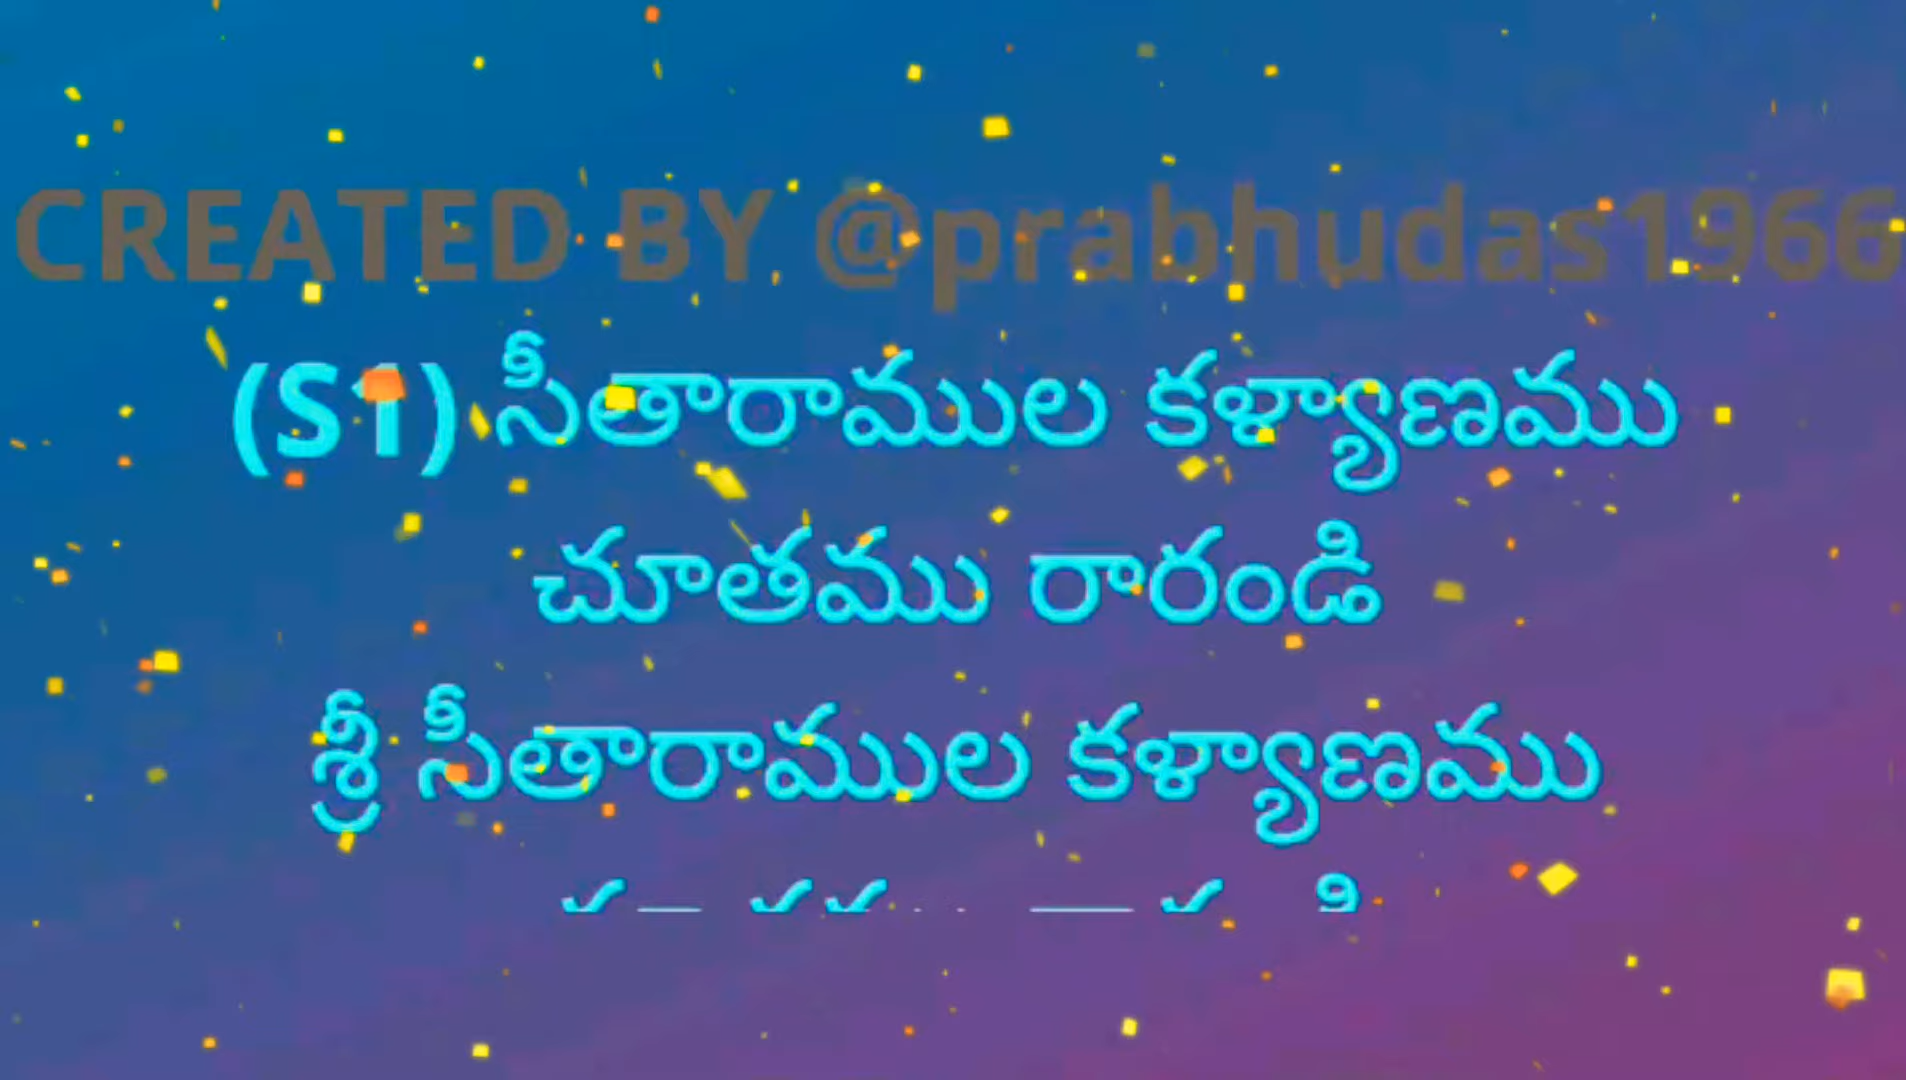 CREATED BY @prabhudas1966
(S1) సీతారాముల కళ్యాణము
చూతము రారండి
శ్రీ సీతారాముల కళ్యాణము